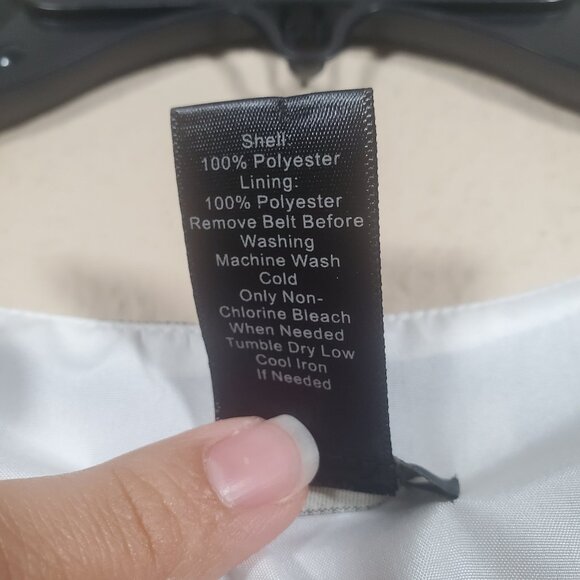 Shell:
100% Polyester
Lining:
100% Polyester
Remove Belt Before
Washing
Machine Wash
Cold
Only Non-
Chlorine Bleach
When Needed
Tumble Dry Low
Cool Iron
If Needed